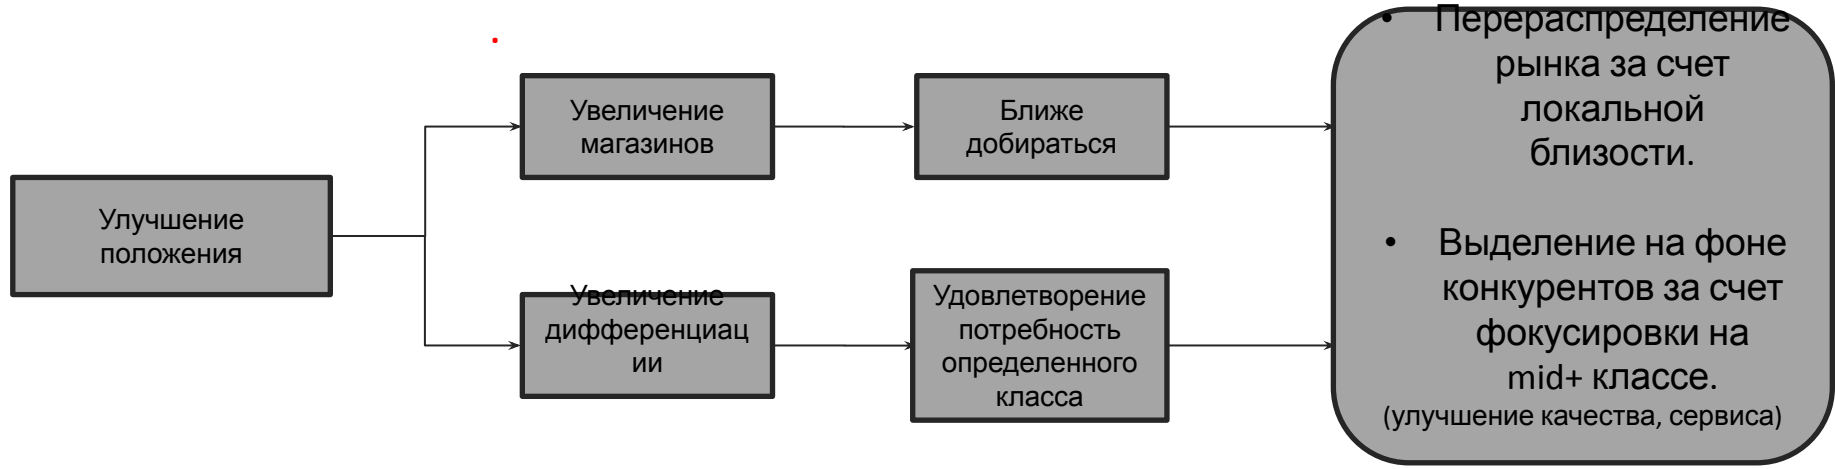 Улучшение
положения
Увеличение
магазинов
Ближе
добираться
Увеличение
дифференциац
ии
Удовлетворение
потребность
определенного
класса
• Перераспределение
рынка за счет
локальной
близости.
• Выделение на фоне
конкурентов за счет
фокусировки на
mid+ классе.
(улучшение качества, сервиса)